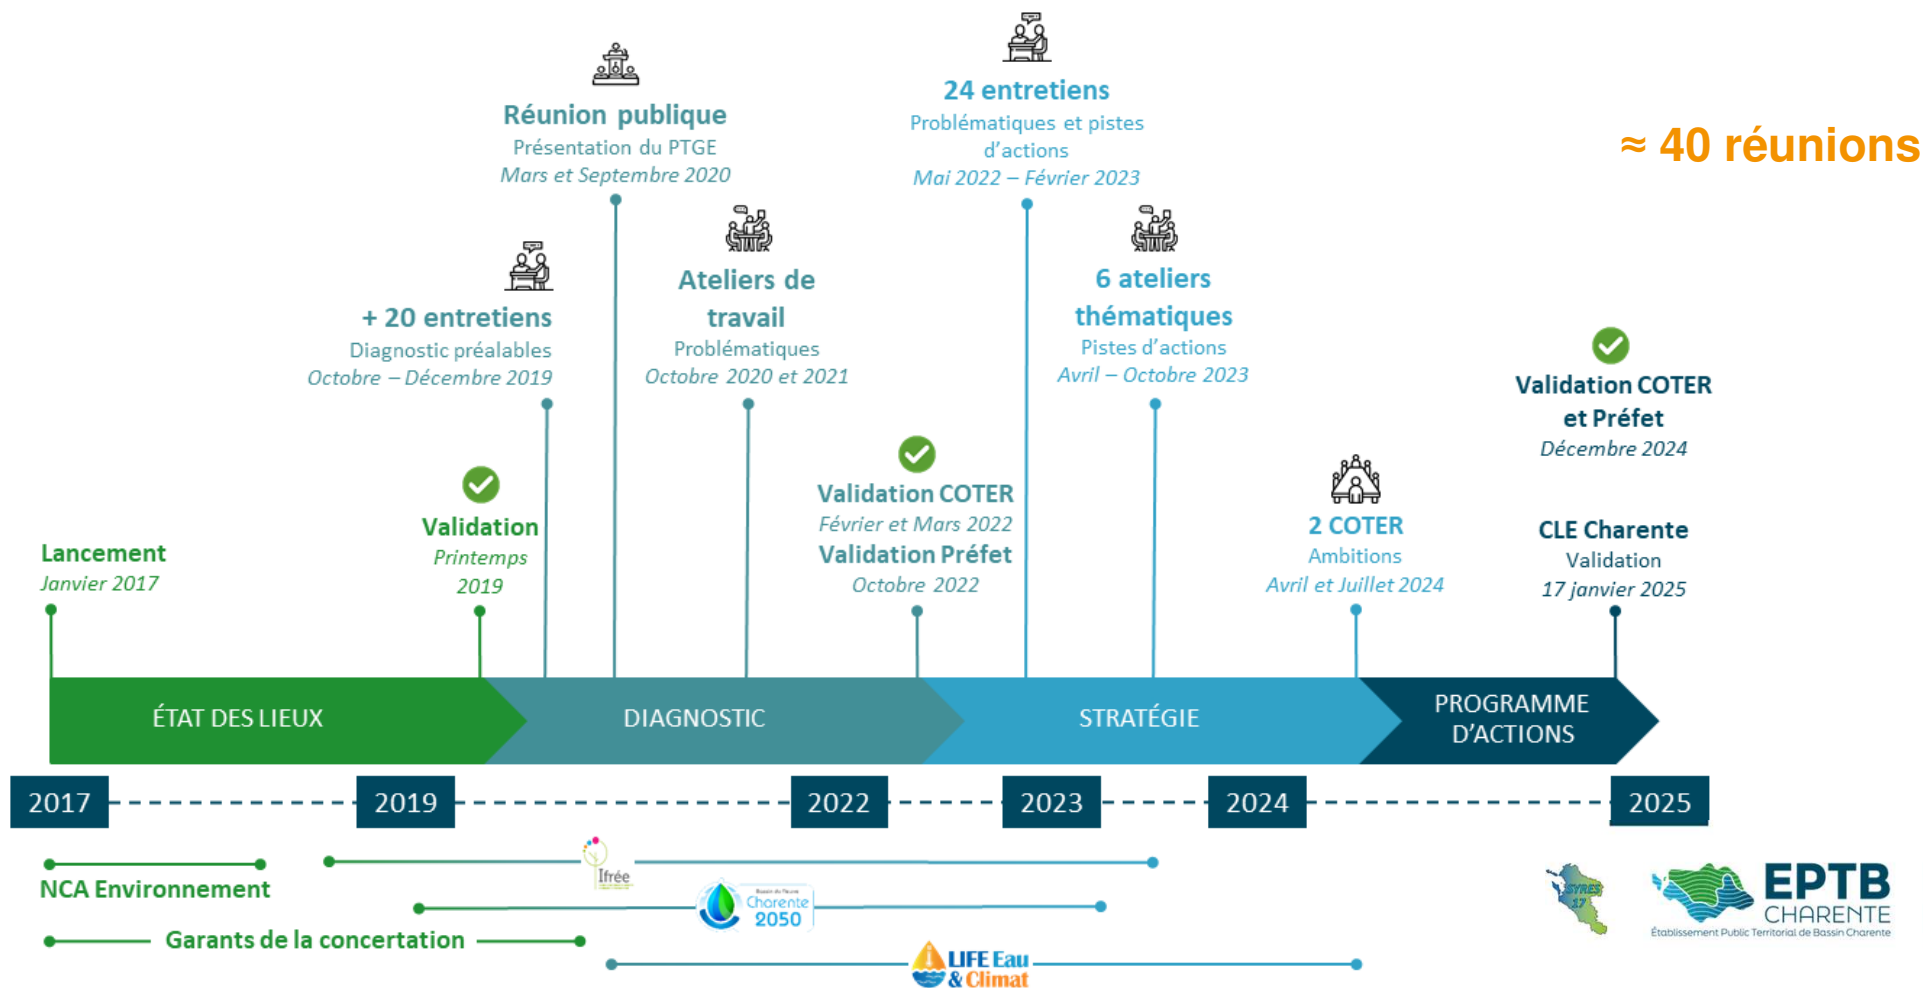 ≈ 40 réunions
24 entretiens
Problématiques et pistes
d’actions
Mai 2022 – Février 2023
Réunion publique
Présentation du PTGE
Mars et Septembre 2020
Ateliers de
travail
Problématiques
Octobre 2020 et 2021
6 ateliers
thématiques
Pistes d’actions
Avril – Octobre 2023
+ 20 entretiens
Diagnostic préalables
Octobre – Décembre 2019
Validation COTER
et Préfet
Décembre 2024
CLE Charente
Validation
17 janvier 2025
Lancement
Janvier 2017
Validation
Printemps
2019
Validation COTER
Février et Mars 2022
Validation Préfet
Octobre 2022
2 COTER
Ambitions
Avril et Juillet 2024
ÉTAT DES LIEUX
DIAGNOSTIC
STRATÉGIE
PROGRAMME
D’ACTIONS
2017
2019
2022
2023
2024
2025
NCA Environnement
Ifrée
Bassin du fleuve
Charente
2050
Garants de la concertation
LIFE Eau
& Climat
SYRES
17
EPTB
CHARENTE
Établissement Public Territorial de Bassin Charente